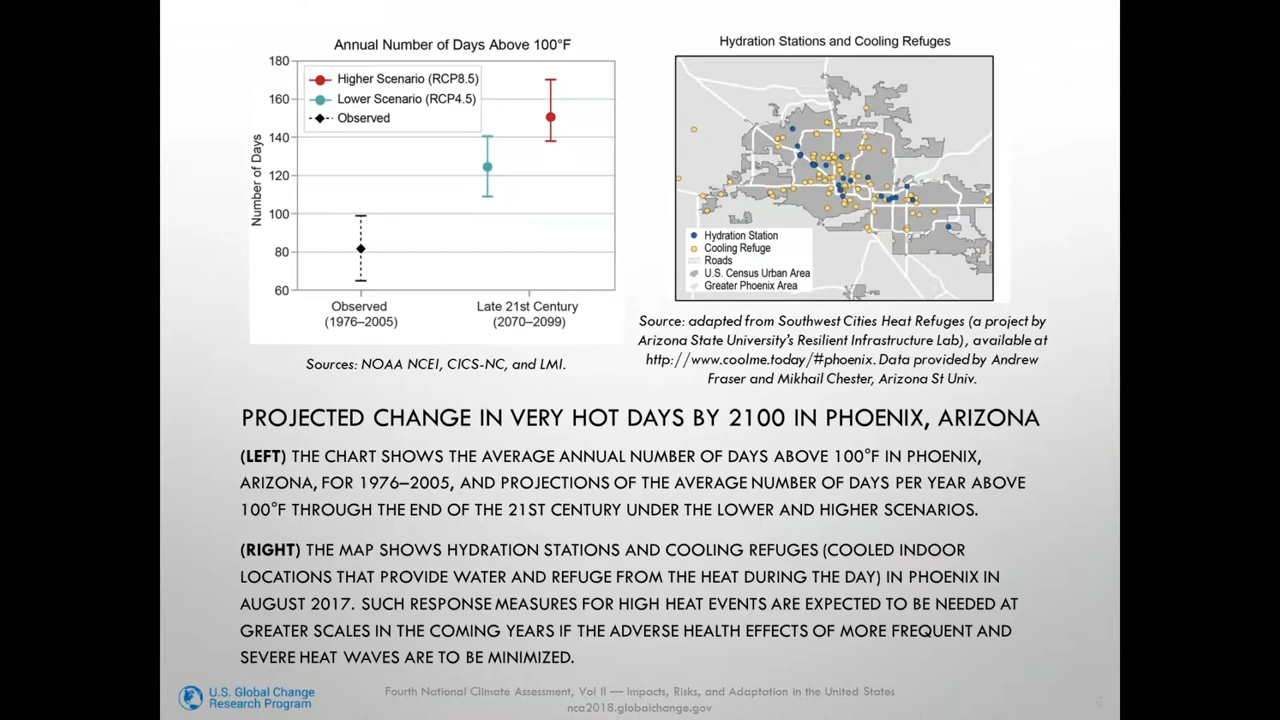 Annual Number of Days Above 100°F
180
160
140
120
100
80
60
Number of Days
Higher Scenario (RCP8.5)
Lower Scenario (RCP4.5)
Observed
Observed
(1976–2005)
Late 21st Century
(2070–2099)
Sources: NOAA NCEI, CICS-NC, and LMI.
Hydration Stations and Cooling Refuges
Hydration Station
Cooling Refuge
Roads
U.S. Census Urban Area
Greater Phoenix Area
Source: adapted from Southwest Cities Heat Refuges (a project by
Arizona State University's Resilient Infrastructure Lab), available at
http://www.coolme.today/#phoenix. Data provided by Andrew
Fraser and Mikhail Chester, Arizona St Univ.
PROJECTED CHANGE IN VERY HOT DAYS BY 2100 IN PHOENIX, ARIZONA
(LEFT) THE CHART SHOWS THE AVERAGE ANNUAL NUMBER OF DAYS ABOVE 100°F IN PHOENIX,
ARIZONA, FOR 1976–2005, AND PROJECTIONS OF THE AVERAGE NUMBER OF DAYS PER YEAR ABOVE
100°F THROUGH THE END OF THE 21ST CENTURY UNDER THE LOWER AND HIGHER SCENARIOS.
(RIGHT) THE MAP SHOWS HYDRATION STATIONS AND COOLING REFUGES (COOLED INDOOR
LOCATIONS THAT PROVIDE WATER AND REFUGE FROM THE HEAT DURING THE DAY) IN PHOENIX IN
AUGUST 2017. SUCH RESPONSE MEASURES FOR HIGH HEAT EVENTS ARE EXPECTED TO BE NEEDED AT
GREATER SCALES IN THE COMING YEARS IF THE ADVERSE HEALTH EFFECTS OF MORE FREQUENT AND
SEVERE HEAT WAVES ARE TO BE MINIMIZED.
U.S. Global Change
Research Program
Fourth National Climate Assessment, Vol II — Impacts, Risks, and Adaptation in the United States
nca2018.globalchange.gov
6